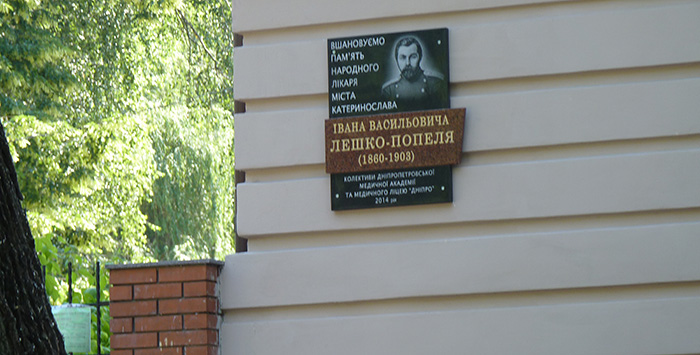 ВШАНОВУЄМО
ПАМ'ЯТЬ
НАРОДНОГО
ЛІКАРЯ
МІСТА
КАТЕРИНОСЛАВА
ІВАНА ВАСИЛЬОВИЧА
ЛЕШКО-ПОПЕЛЯ
(1860-1903)
КОЛЕКТИВИ ДНІПРОПЕТРОВСЬКОЇ
МЕДИЧНОЇ АКАДЕМІЇ
ТА МЕДИЧНОГО ЛІЦЕЮ "ДНІПРО"
2014 рік